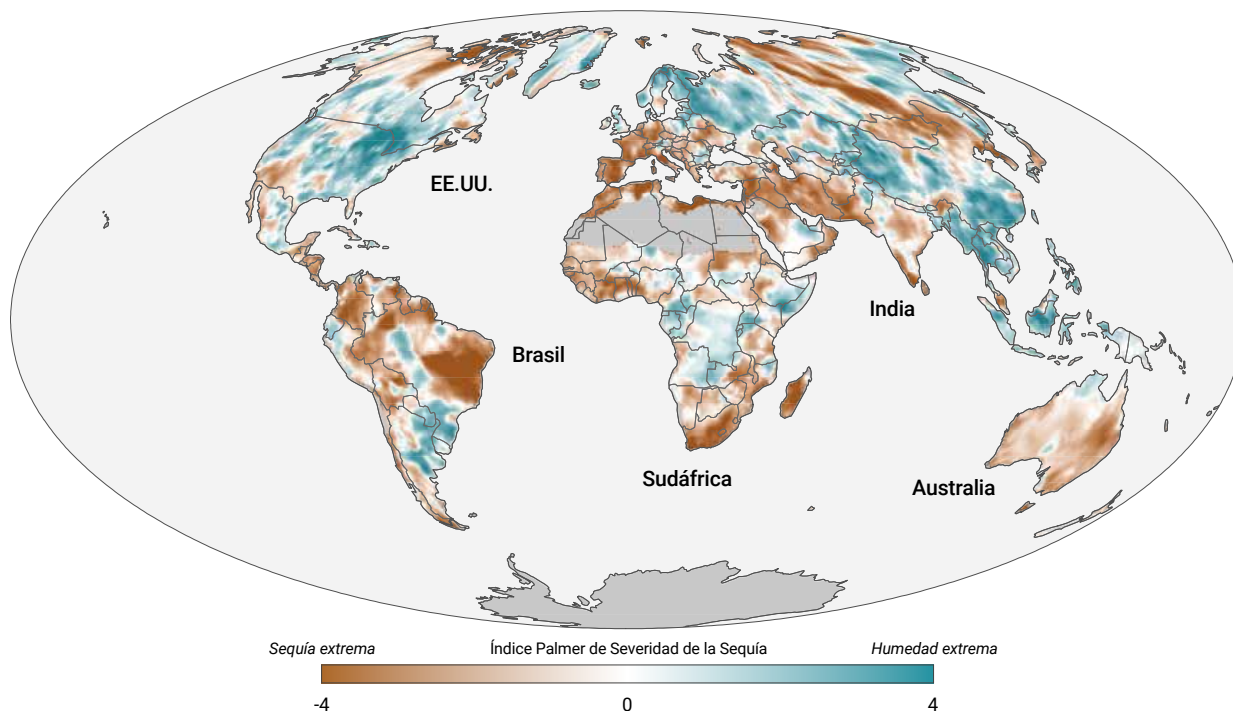 EE.UU.
India
Brasil
Sudáfrica
Australia
Sequía extrema
Índice Palmer de Severidad de la Sequía
Humedad extrema
-4
0
4